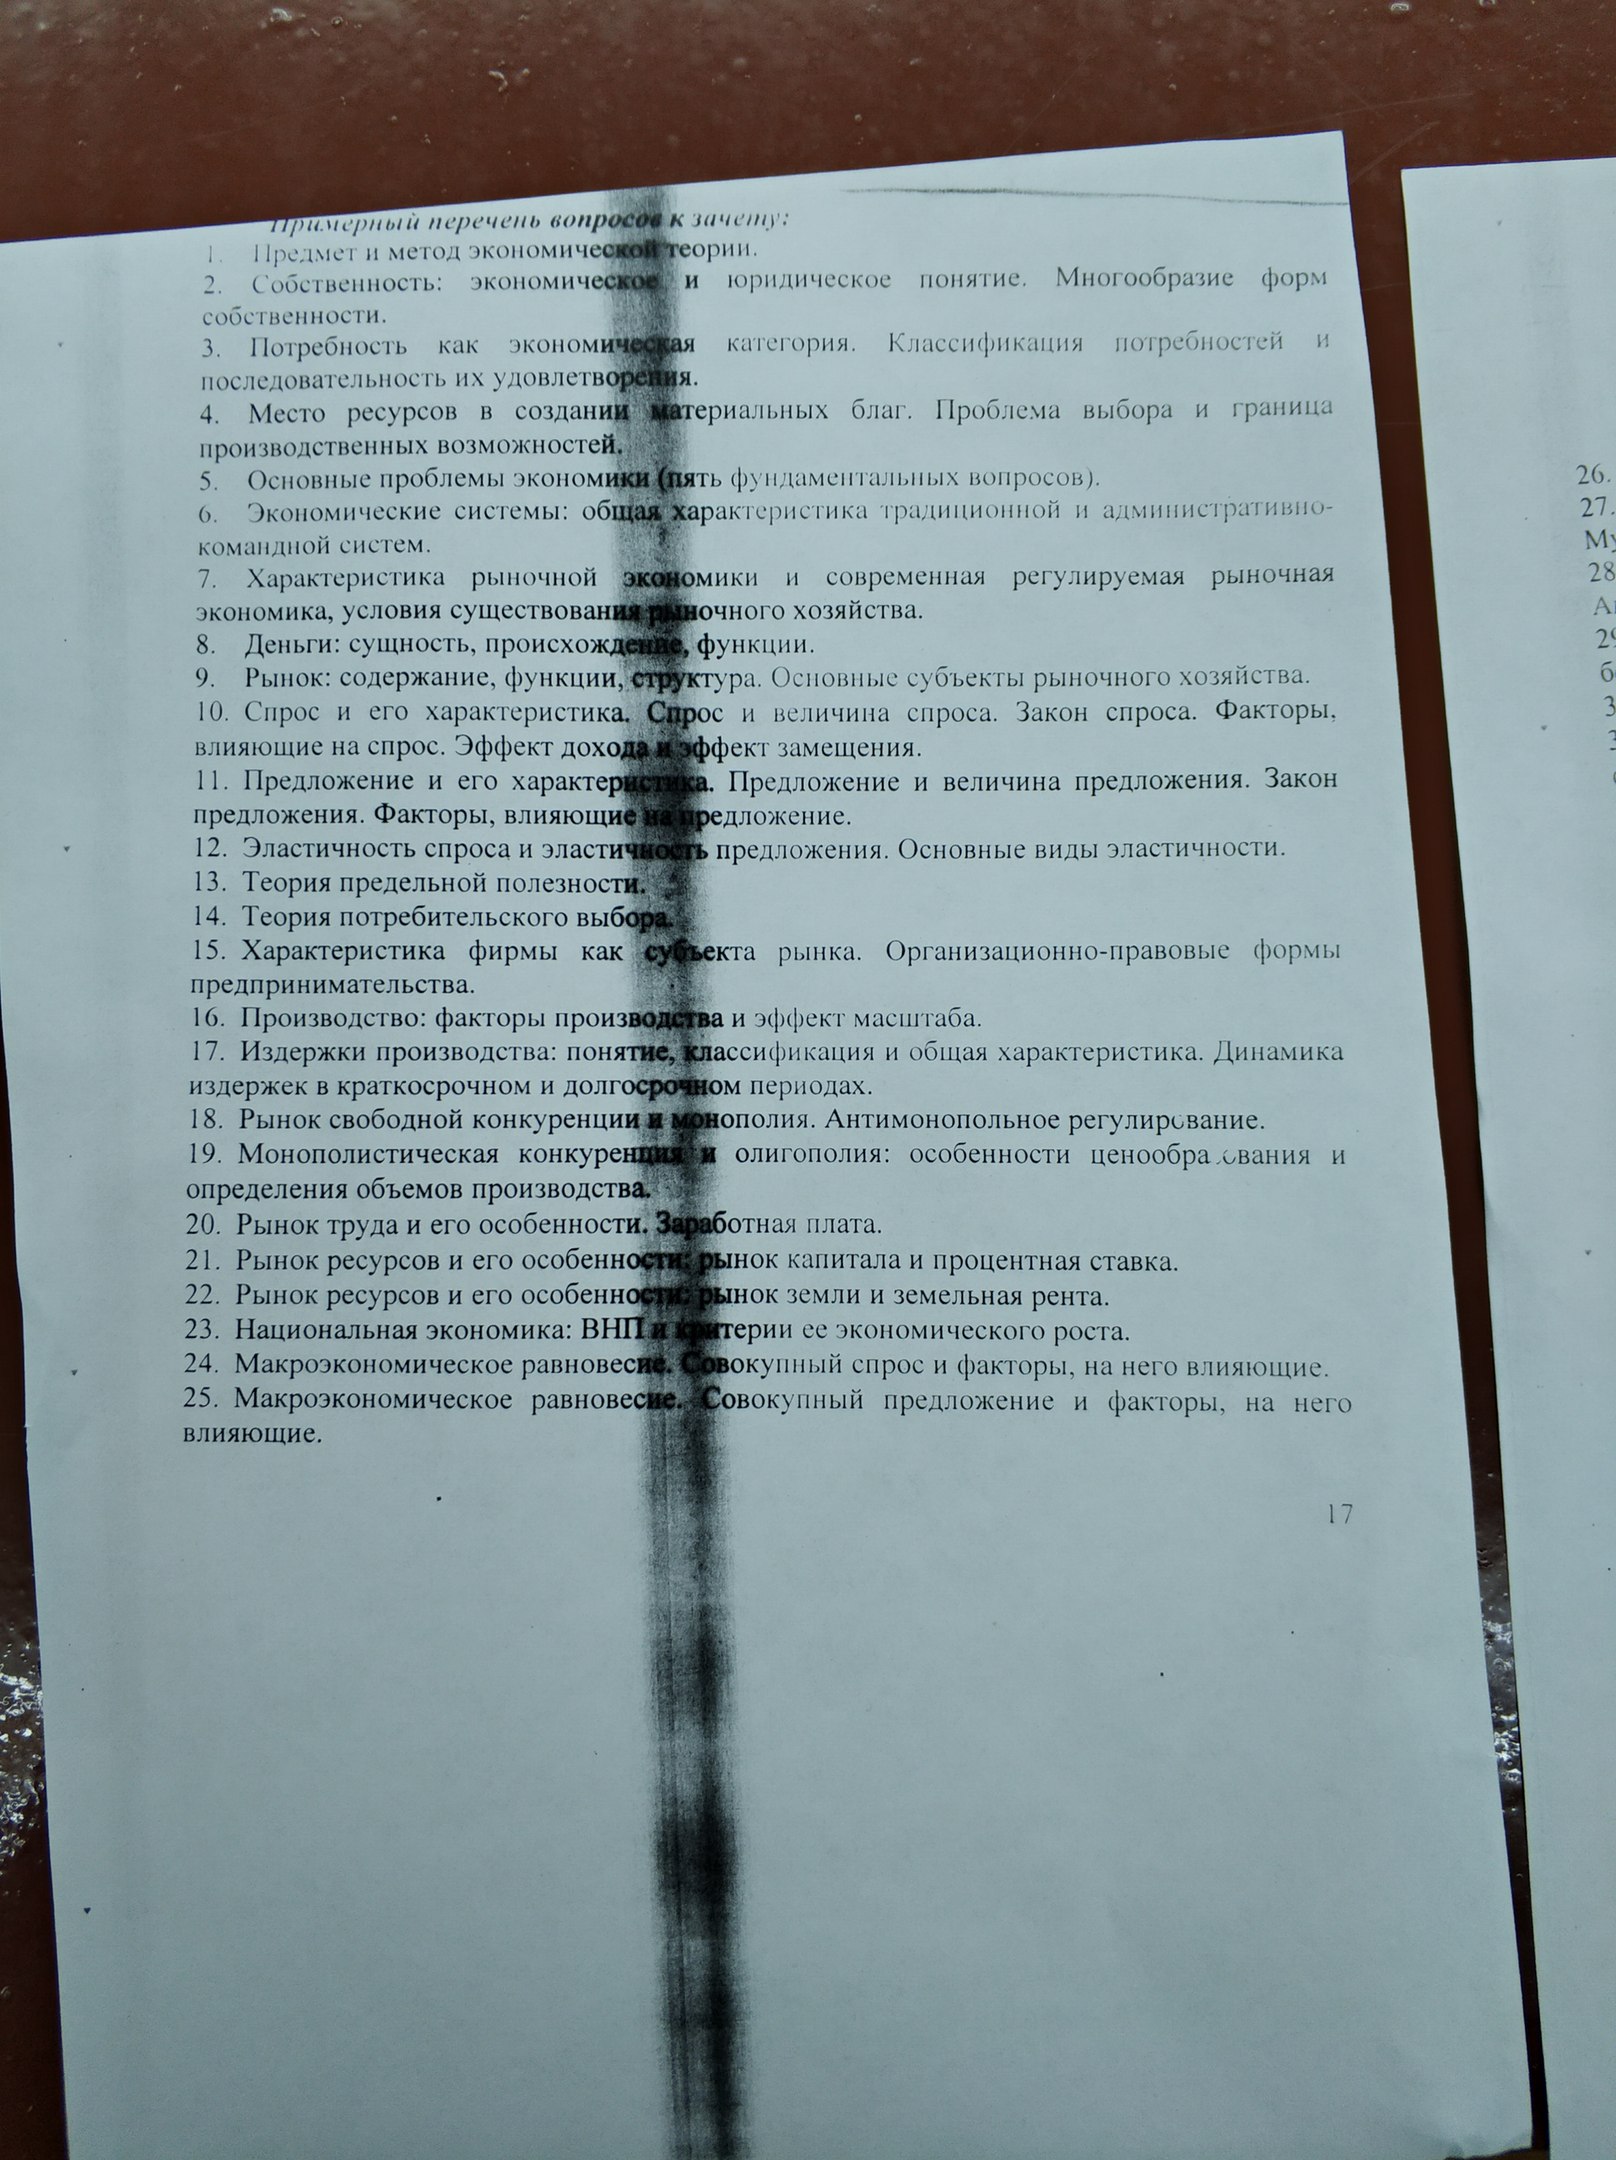 Примерный перечень вопросов к зачету:
1. Предмет и метод экономической теории.
2. Собственность: экономическое и юридическое понятие. Многообразие форм
собственности.
3. Потребность как экономическая категория. Классификация потребностей и
последовательность их удовлетворения.
4. Место ресурсов в создании материальных благ. Проблема выбора и граница
производственных возможностей.
5. Основные проблемы экономики (пять фундаментальных вопросов).
6. Экономические системы: общая характеристика традиционной и административно-
командной систем.
7. Характеристика рыночной экономики и современная регулируемая рыночная
экономика, условия существования рыночного хозяйства.
8. Деньги: сущность, происхождение, функции.
9. Рынок: содержание, функции, структура. Основные субъекты рыночного хозяйства.
10. Спрос и его характеристика. Спрос и величина спроса. Закон спроса. Факторы,
влияющие на спрос. Эффект дохода и эффект замещения.
11. Предложение и его характеристика. Предложение и величина предложения. Закон
предложения. Факторы, влияющие на предложение.
12. Эластичность спроса и эластичность предложения. Основные виды эластичности.
13. Теория предельной полезности.
14. Теория потребительского выбора.
15. Характеристика фирмы как субъекта рынка. Организационно-правовые формы
предпринимательства.
16. Производство: факторы производства и эффект масштаба.
17. Издержки производства: понятие, классификация и общая характеристика. Динамика
издержек в краткосрочном и долгосрочном периодах.
18. Рынок свободной конкуренции и монополия. Антимонопольное регулирование.
19. Монополистическая конкуренция и олигополия: особенности ценообразования и
определения объемов производства.
20. Рынок труда и его особенности. Заработная плата.
21. Рынок ресурсов и его особенности: рынок капитала и процентная ставка.
22. Рынок ресурсов и его особенности: рынок земли и земельная рента.
23. Национальная экономика: ВНП и критерии ее экономического роста.
24. Макроэкономическое равновесие. Совокупный спрос и факторы, на него влияющие.
25. Макроэкономическое равновесие. Совокупный предложение и факторы, на него
влияющие.
17
26.
27.
28